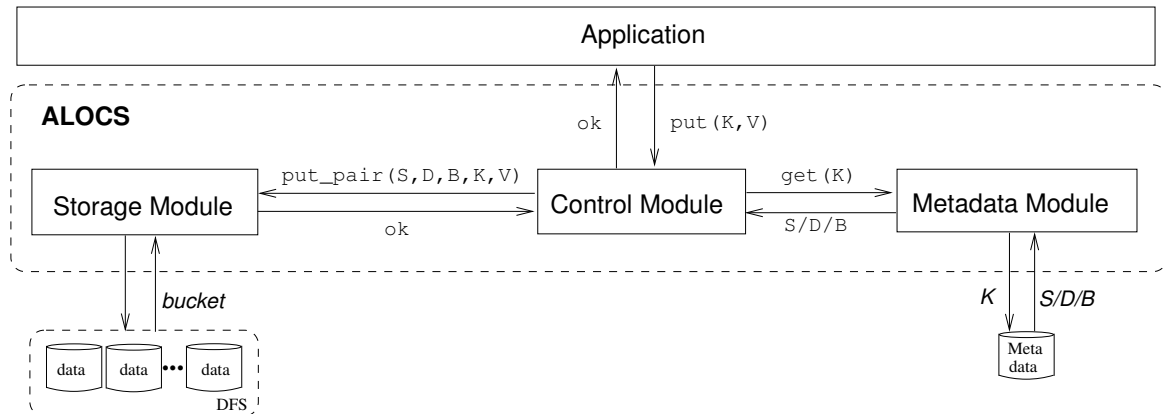 Application
ALOCS
ok
put(K,V)
put_pair(S,D,B,K,V)
get(K)
Storage Module
Control Module
Metadata Module
ok
S/D/B
bucket
K
S/D/B
data
data
•••
data
Meta
data
DFS